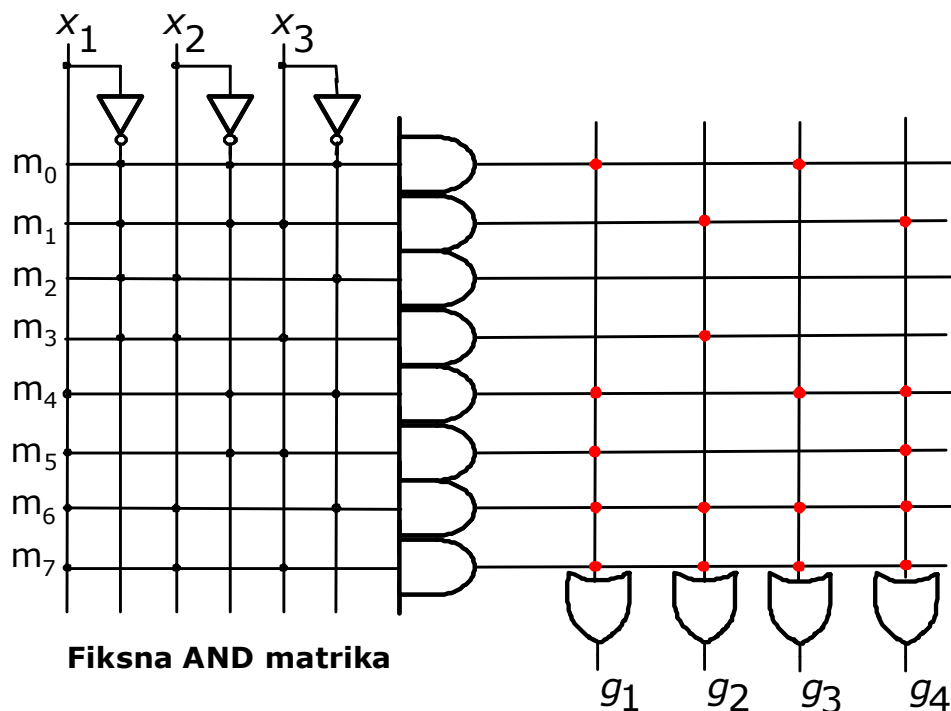 x1 x2 x3
m0
m1
m2
m3
m4
m5
m6
m7
Fiksna AND matrika
g1 g2 g3 g4